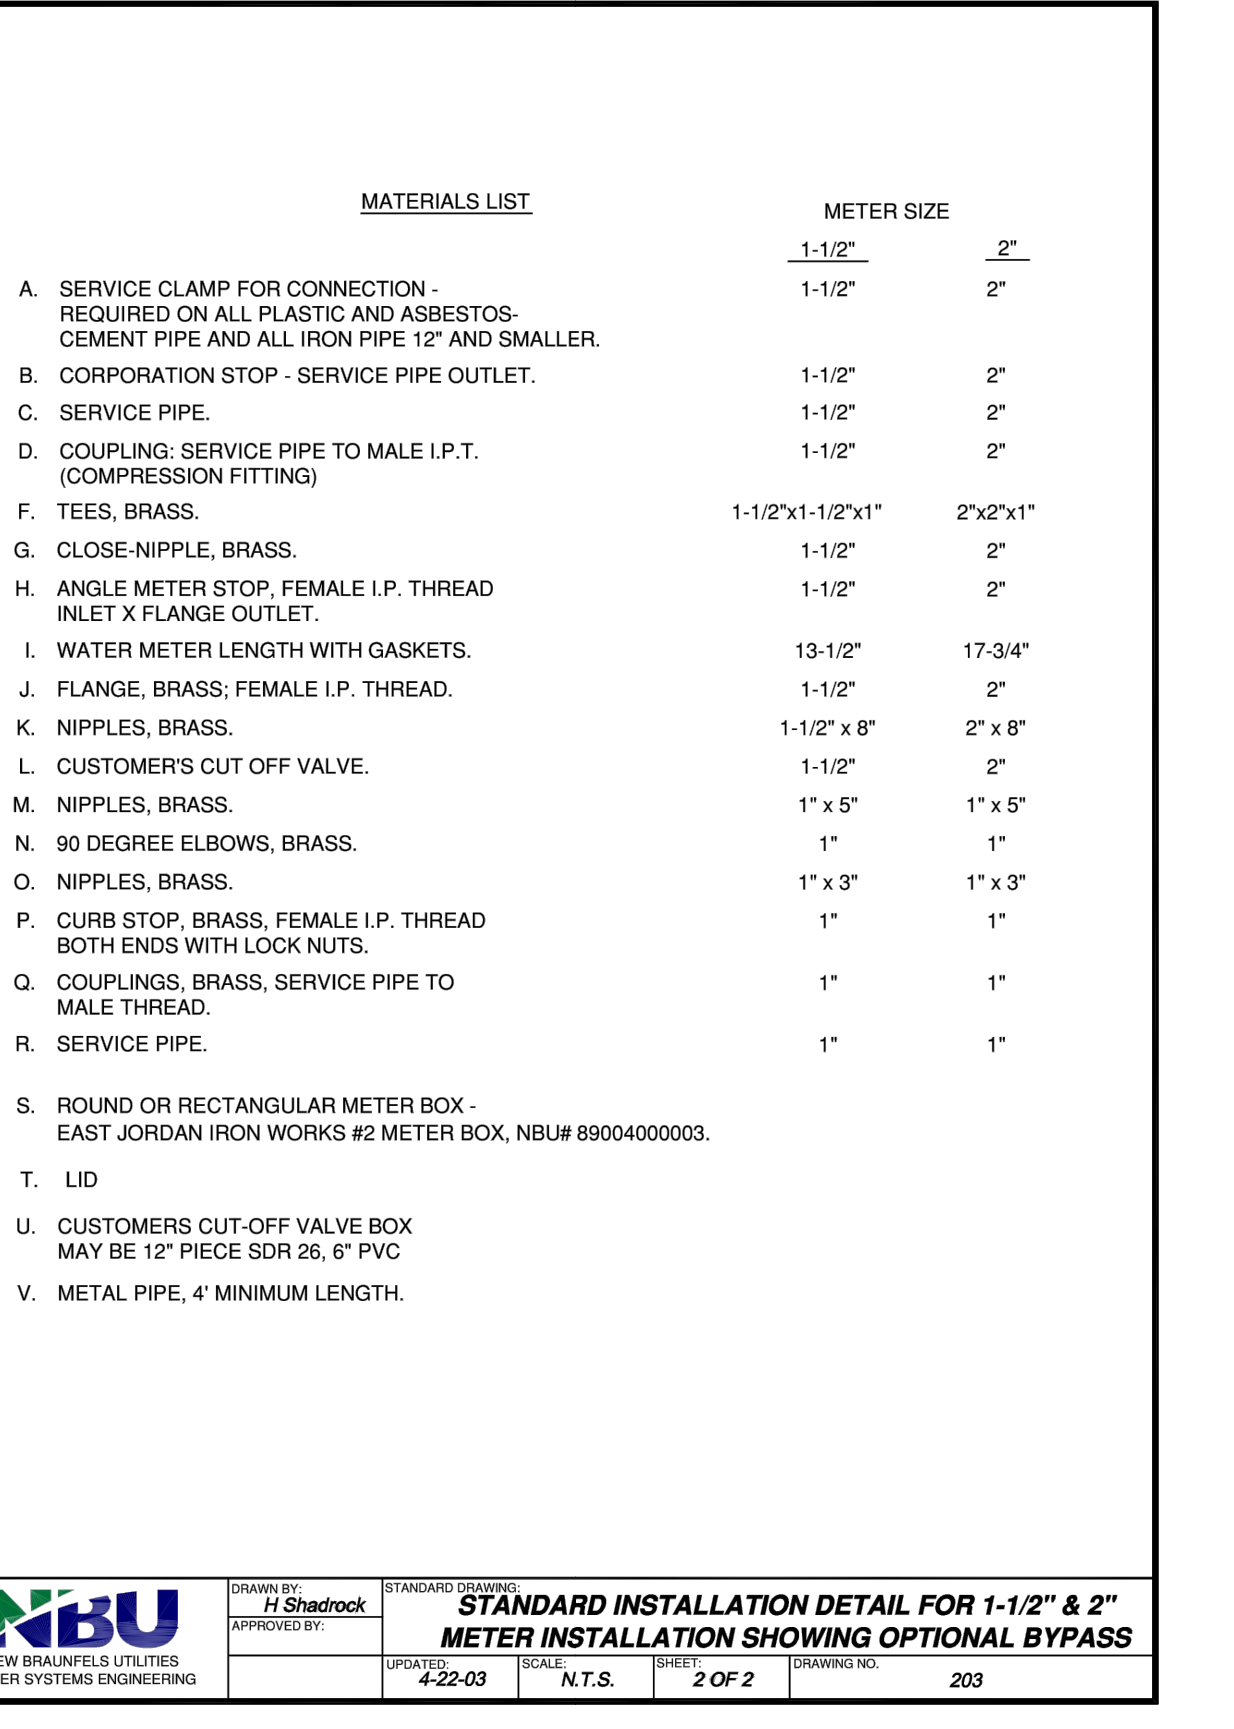 MATERIALS LIST
METER SIZE
1-1/2" 2"
A. SERVICE CLAMP FOR CONNECTION - 1-1/2" 2"
REQUIRED ON ALL PLASTIC AND ASBESTOS-
CEMENT PIPE AND ALL IRON PIPE 12" AND SMALLER.
B. CORPORATION STOP - SERVICE PIPE OUTLET. 1-1/2" 2"
C. SERVICE PIPE. 1-1/2" 2"
D. COUPLING: SERVICE PIPE TO MALE I.P.T. 1-1/2" 2"
(COMPRESSION FITTING)
F. TEES, BRASS. 1-1/2"x1-1/2"x1" 2"x2"x1"
G. CLOSE-NIPPLE, BRASS. 1-1/2" 2"
H. ANGLE METER STOP, FEMALE I.P. THREAD 1-1/2" 2"
INLET X FLANGE OUTLET.
I. WATER METER LENGTH WITH GASKETS. 13-1/2" 17-3/4"
J. FLANGE, BRASS; FEMALE I.P. THREAD. 1-1/2" 2"
K. NIPPLES, BRASS. 1-1/2" x 8" 2" x 8"
L. CUSTOMER'S CUT OFF VALVE. 1-1/2" 2"
M. NIPPLES, BRASS. 1" x 5" 1" x 5"
N. 90 DEGREE ELBOWS, BRASS. 1" 1"
O. NIPPLES, BRASS. 1" x 3" 1" x 3"
P. CURB STOP, BRASS, FEMALE I.P. THREAD 1" 1"
BOTH ENDS WITH LOCK NUTS.
Q. COUPLINGS, BRASS, SERVICE PIPE TO 1" 1"
MALE THREAD.
R. SERVICE PIPE. 1" 1"
S. ROUND OR RECTANGULAR METER BOX -
EAST JORDAN IRON WORKS #2 METER BOX, NBU# 89004000003.
T. LID
U. CUSTOMERS CUT-OFF VALVE BOX
MAY BE 12" PIECE SDR 26, 6" PVC
V. METAL PIPE, 4' MINIMUM LENGTH.
NBU
EW BRAUNFELS UTILITIES
ER SYSTEMS ENGINEERING
DRAWN BY:
H Shadrock
APPROVED BY:
STANDARD DRAWING:
STANDARD INSTALLATION DETAIL FOR 1-1/2" & 2"
METER INSTALLATION SHOWING OPTIONAL BYPASS
UPDATED: SCALE: SHEET: DRAWING NO.
4-22-03 N.T.S. 2 OF 2 203